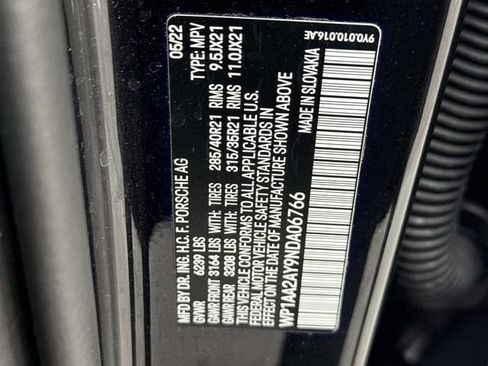 MFD BY DR. ING. H.C. F. PORSCHE AG 05/22
GVWR 6239 LBS TYPE: MPV
GAWR FRONT 3164 LBS WITH TIRES 285/40R21 RIMS 9.5JX21
GAWR REAR 3208 LBS WITH TIRES 315/35R21 RIMS 11.0JX21
THIS VEHICLE CONFORMS TO ALL APPLICABLE U.S.
FEDERAL MOTOR VEHICLE SAFETY STANDARDS IN
EFFECT ON THE DATE OF MANUFACTURE SHOWN ABOVE
WP1AA2AY9NDA06766 MADE IN SLOVAKIA
9Y0.010.016.AE